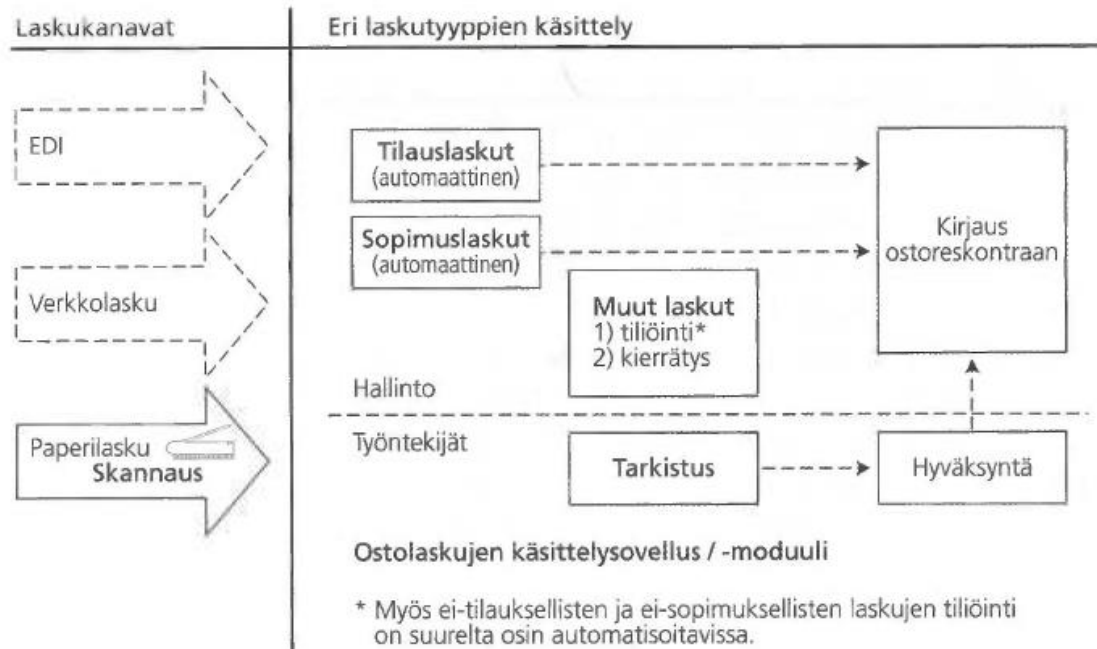 Laskukanavat
Eri laskutyyppien käsittely
EDI
Verkkolasku
Paperilasku
Skannaus
Tilauslaskut
(automaattinen)
Sopimuslaskut
(automaattinen)
Muut laskut
1) tiliöinti*
2) kierrätys
Kirjaus
ostoreskontraan
Hallinto
Työntekijät
Tarkistus
Hyväksyntä
Ostolaskujen käsittelysovellus / -moduuli
* Myös ei-tilauksellisten ja ei-sopimuksellisten laskujen tiliöinti
on suurelta osin automatisoitavissa.